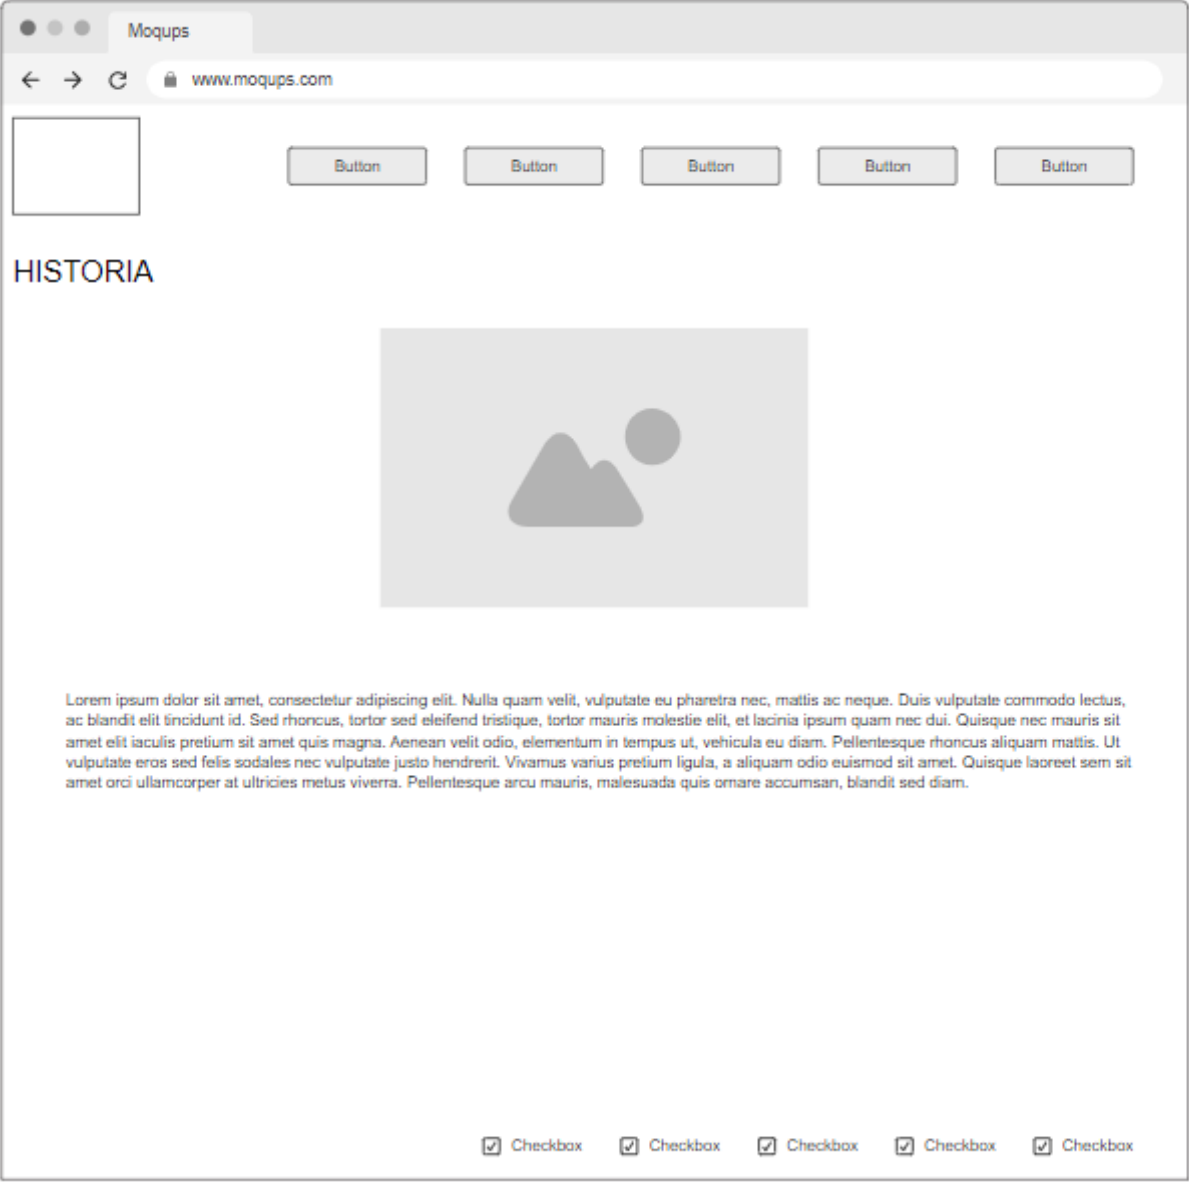 Moqups
www.moqups.com
Button Button Button Button Button
HISTORIA
Lorem ipsum dolor sit amet, consectetur adipiscing elit. Nulla quam velit, vulputate eu pharetra nec, mattis ac neque. Duis vulputate commodo lectus,
ac blandit elit tincidunt id. Sed rhoncus, tortor sed eleifend tristique, tortor mauris molestie elit, et lacinia ipsum quam nec dui. Quisque nec mauris sit
amet elit iaculis pretium sit amet quis magna. Aenean velit odio, elementum in tempus ut, vehicula eu diam. Pellentesque rhoncus aliquam mattis. Ut
vulputate eros sed felis sodales nec vulputate justo hendrerit. Vivamus varius pretium ligula, a aliquam odio euismod sit amet. Quisque laoreet sem sit
amet orci ullamcorper at ultricies metus viverra. Pellentesque arcu mauris, malesuada quis ornare accumsan, blandit sed diam.
Checkbox Checkbox Checkbox Checkbox Checkbox